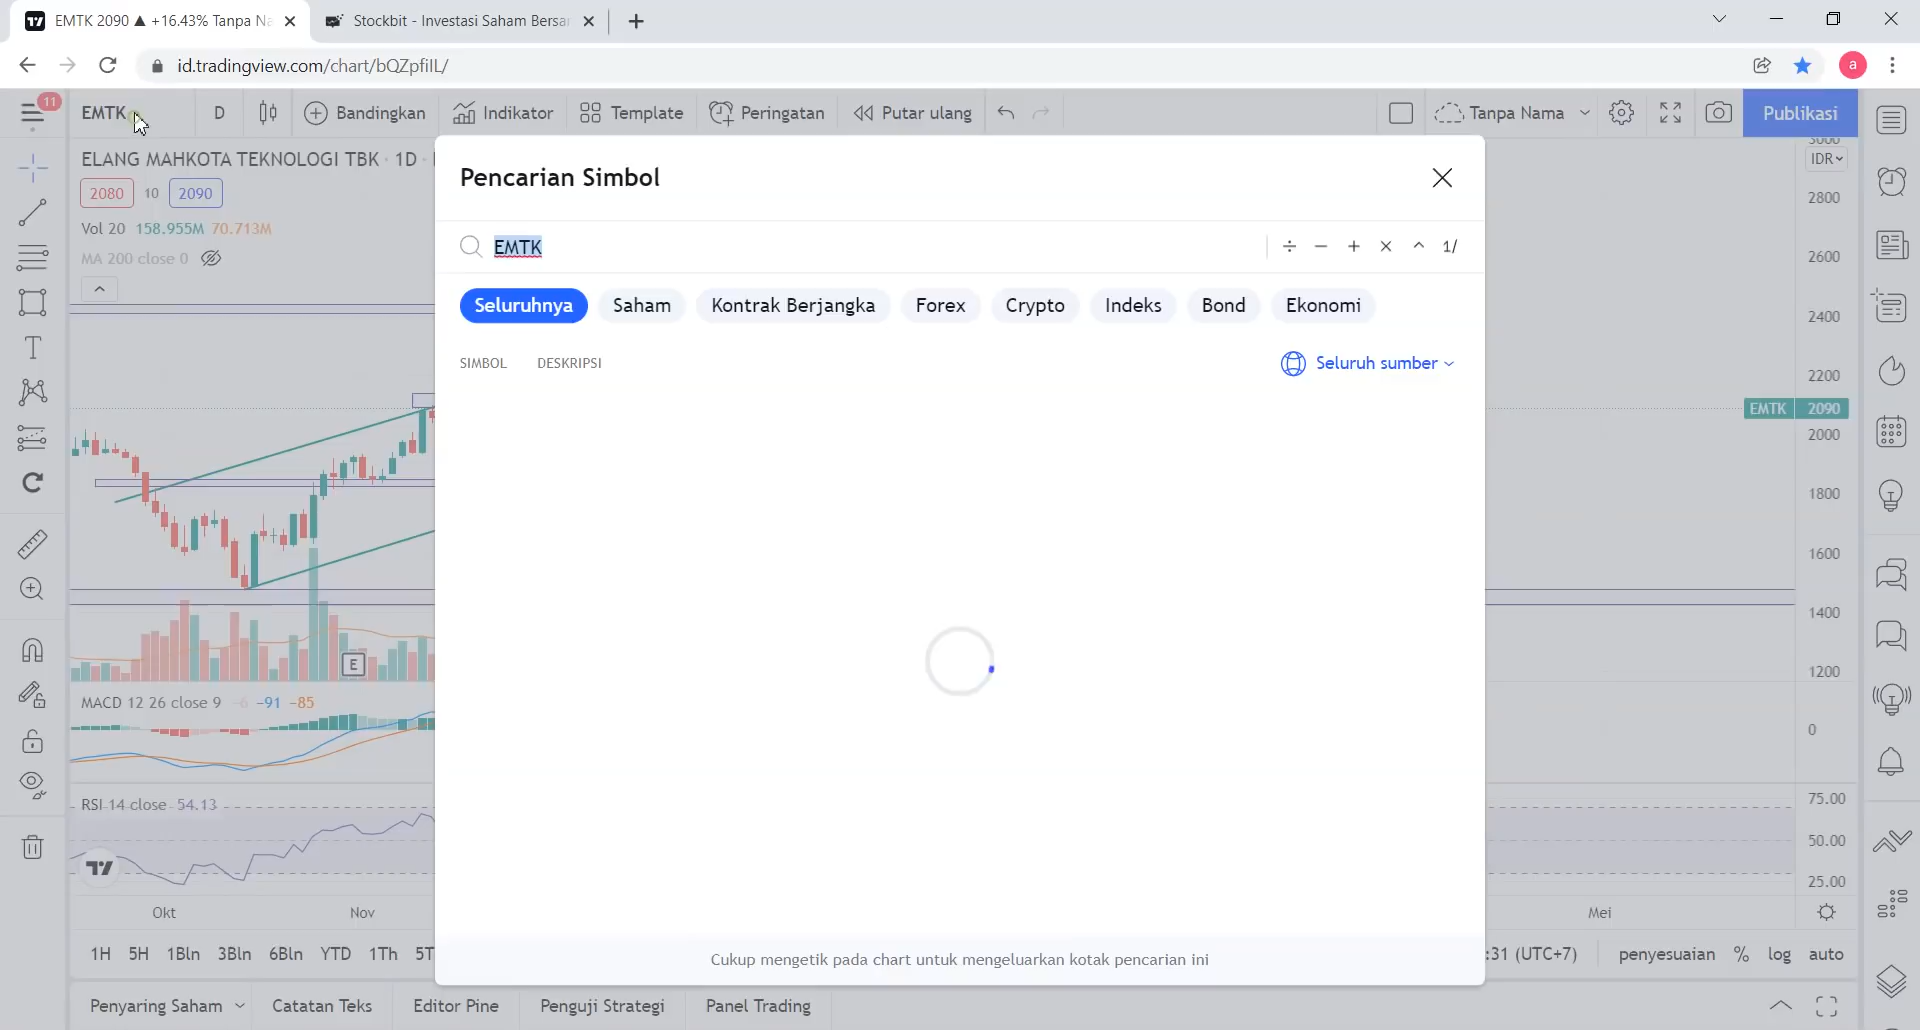 EMTK 2090 ▲ +16.43% Tanpa Na
Stockbit - Investasi Saham Bersa
id.tradingview.com/chart/bQZpfiIL/
a
11
EMTK
D
Bandingkan
Indikator
Template
Peringatan
Putar ulang
Tanpa Nama
Publikasi
ELANG MAHKOTA TEKNOLOGI TBK · 1D ·
2080 10 2090
Vol 20 158.955M 70.713M
MA 200 close 0
Pencarian Simbol
EMTK
÷ − + × ^ 1/
Seluruhnya
Saham
Kontrak Berjangka
Forex
Crypto
Indeks
Bond
Ekonomi
SIMBOL DESKRIPSI
Seluruh sumber
Cukup mengetik pada chart untuk mengeluarkan kotak pencarian ini
3000
IDR
2800
2600
2400
2200
EMTK 2090
2000
1800
1600
1400
1200
0
75.00
50.00
25.00
E
MACD 12 26 close 9 −6 −91 −85
RSI 14 close 54.13
Okt Nov Mei
1H 5H 1Bln 3Bln 6Bln YTD 1Th 5T
:31 (UTC+7) penyesuaian % log auto
Penyaring Saham
Catatan Teks
Editor Pine
Penguji Strategi
Panel Trading